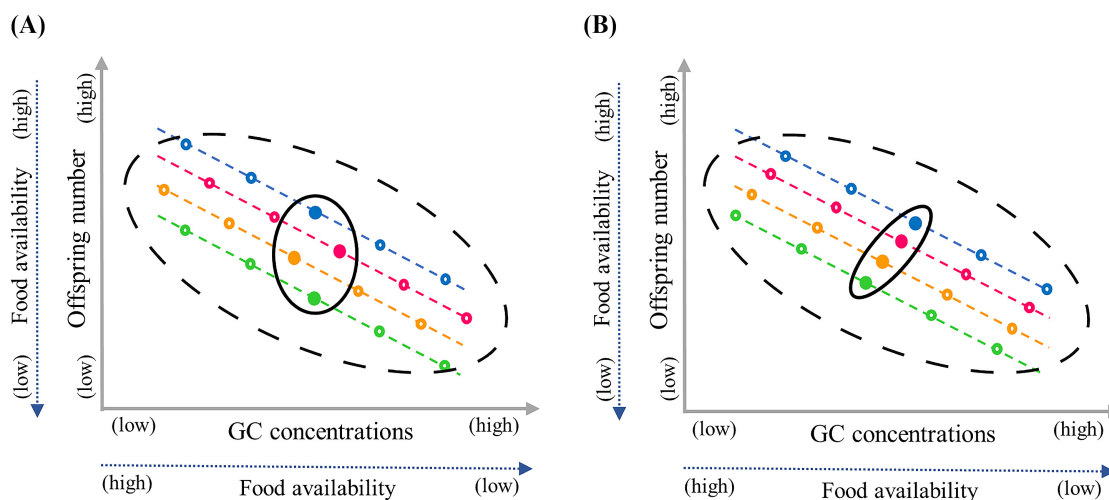 (A)
(high)
Food availability
(low)
(high)
Offspring number
(low)
(low)
GC concentrations
(high)
(high)
Food availability
(low)
(B)
(high)
Food availability
(low)
(high)
Offspring number
(low)
(low)
GC concentrations
(high)
(high)
Food availability
(low)